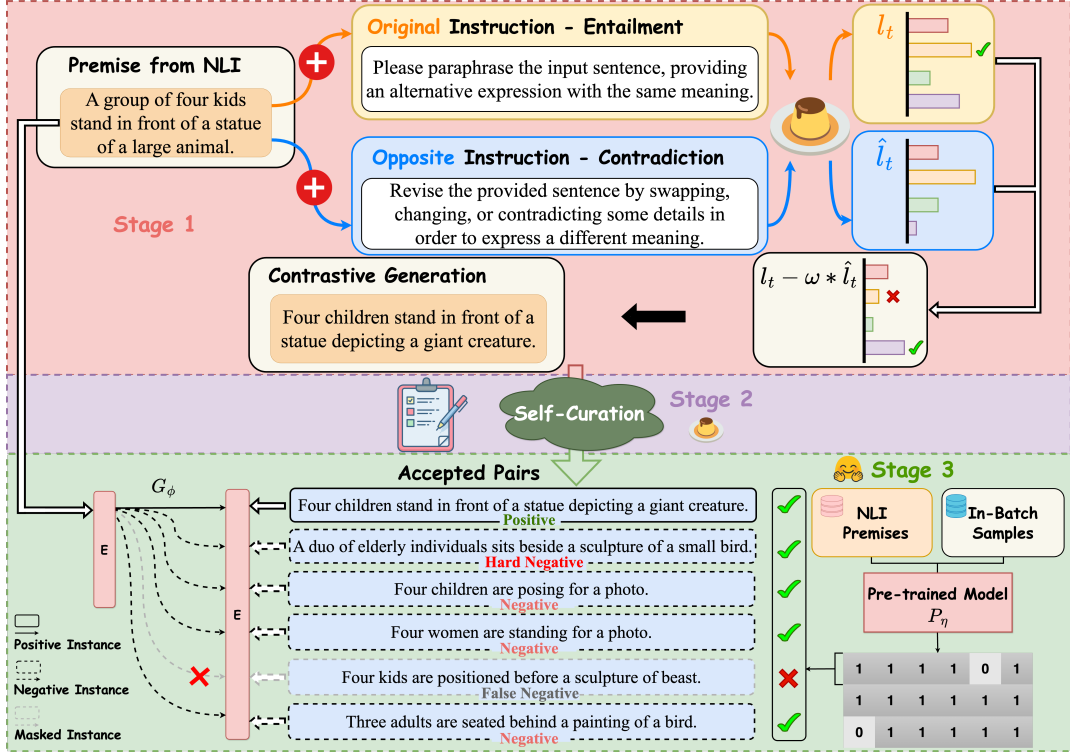 Premise from NLI
A group of four kids
stand in front of a statue
of a large animal.
Original Instruction - Entailment
Please paraphrase the input sentence, providing
an alternative expression with the same meaning.
Opposite Instruction - Contradiction
Revise the provided sentence by swapping,
changing, or contradicting some details in
order to express a different meaning.
l_t
\hat{l}_t
Stage 1
Contrastive Generation
Four children stand in front of a
statue depicting a giant creature.
l_t − ω * \hat{l}_t
Self-Curation
Stage 2
Accepted Pairs
Stage 3
G_ϕ
E
E
Four children stand in front of a statue depicting a giant creature.
Positive
A duo of elderly individuals sits beside a sculpture of a small bird.
Hard Negative
Four children are posing for a photo.
Negative
Four women are standing for a photo.
Negative
Four kids are positioned before a sculpture of beast.
False Negative
Three adults are seated behind a painting of a bird.
Negative
Positive Instance
Negative Instance
Masked Instance
NLI
Premises
In-Batch
Samples
Pre-trained Model
P_η
1 1 1 1 0 1
1 1 1 1 1 1
0 1 1 1 1 1